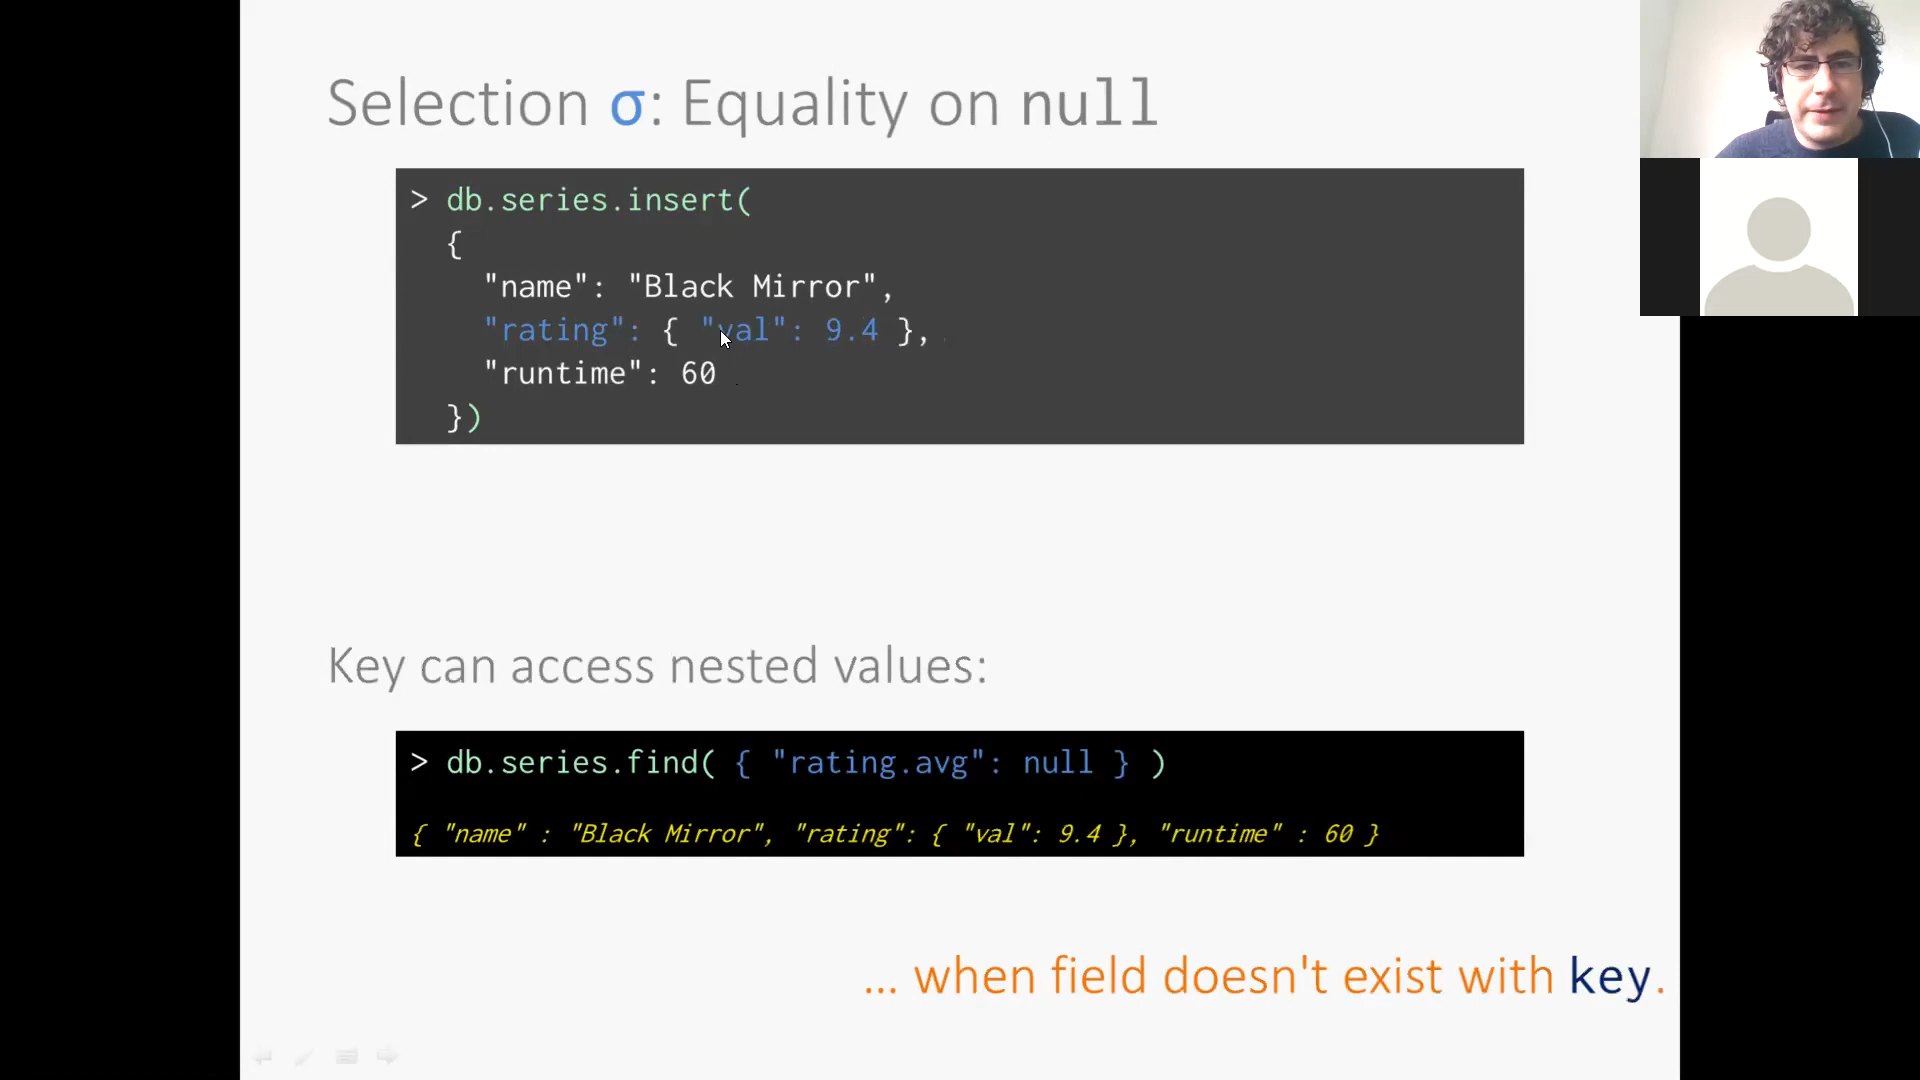 Selection σ: Equality on null
> db.series.insert(
{
"name": "Black Mirror",
"rating": { "val": 9.4 },
"runtime": 60
})
Key can access nested values:
> db.series.find( { "rating.avg": null } )
{ "name" : "Black Mirror", "rating": { "val": 9.4 }, "runtime" : 60 }
… when field doesn't exist with key.